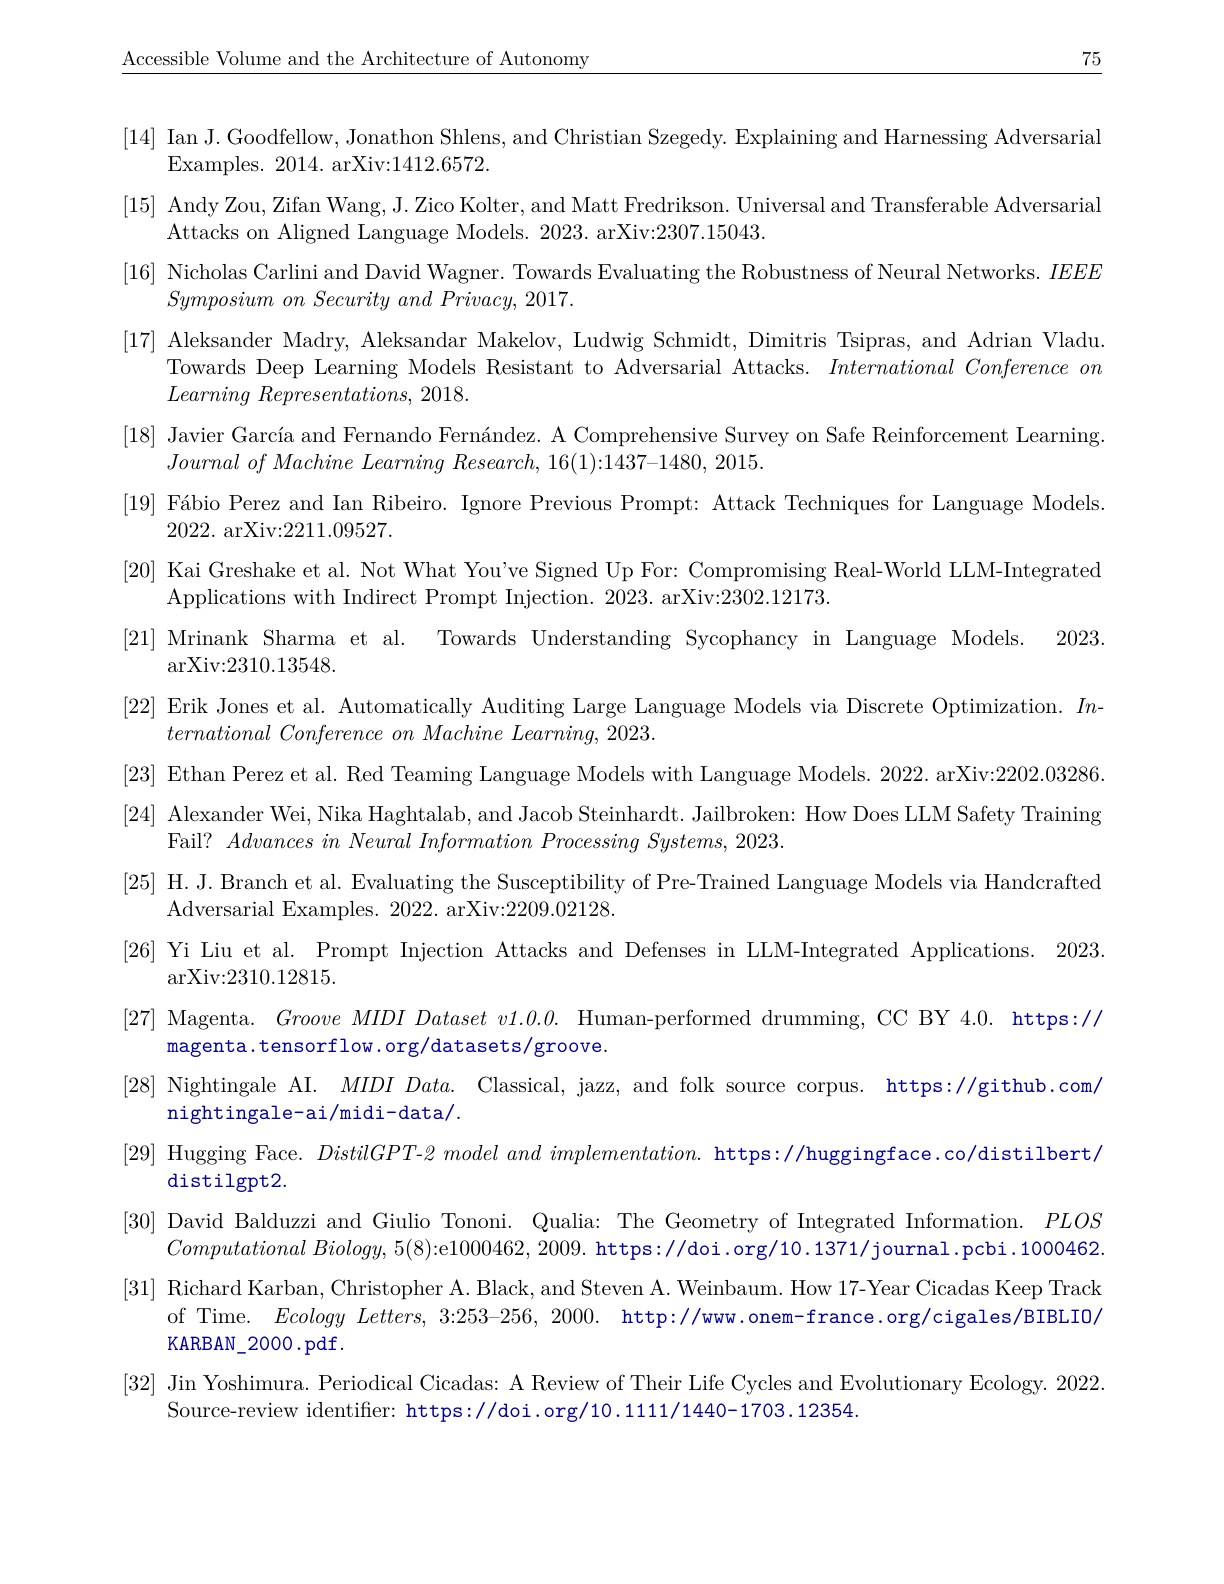 Accessible Volume and the Architecture of Autonomy 75
[14] Ian J. Goodfellow, Jonathon Shlens, and Christian Szegedy. Explaining and Harnessing Adversarial
Examples. 2014. arXiv:1412.6572.
[15] Andy Zou, Zifan Wang, J. Zico Kolter, and Matt Fredrikson. Universal and Transferable Adversarial
Attacks on Aligned Language Models. 2023. arXiv:2307.15043.
[16] Nicholas Carlini and David Wagner. Towards Evaluating the Robustness of Neural Networks. IEEE
Symposium on Security and Privacy, 2017.
[17] Aleksander Madry, Aleksandar Makelov, Ludwig Schmidt, Dimitris Tsipras, and Adrian Vladu.
Towards Deep Learning Models Resistant to Adversarial Attacks. International Conference on
Learning Representations, 2018.
[18] Javier García and Fernando Fernández. A Comprehensive Survey on Safe Reinforcement Learning.
Journal of Machine Learning Research, 16(1):1437–1480, 2015.
[19] Fábio Perez and Ian Ribeiro. Ignore Previous Prompt: Attack Techniques for Language Models.
2022. arXiv:2211.09527.
[20] Kai Greshake et al. Not What You've Signed Up For: Compromising Real-World LLM-Integrated
Applications with Indirect Prompt Injection. 2023. arXiv:2302.12173.
[21] Mrinank Sharma et al. Towards Understanding Sycophancy in Language Models. 2023.
arXiv:2310.13548.
[22] Erik Jones et al. Automatically Auditing Large Language Models via Discrete Optimization. In-
ternational Conference on Machine Learning, 2023.
[23] Ethan Perez et al. Red Teaming Language Models with Language Models. 2022. arXiv:2202.03286.
[24] Alexander Wei, Nika Haghtalab, and Jacob Steinhardt. Jailbroken: How Does LLM Safety Training
Fail? Advances in Neural Information Processing Systems, 2023.
[25] H. J. Branch et al. Evaluating the Susceptibility of Pre-Trained Language Models via Handcrafted
Adversarial Examples. 2022. arXiv:2209.02128.
[26] Yi Liu et al. Prompt Injection Attacks and Defenses in LLM-Integrated Applications. 2023.
arXiv:2310.12815.
[27] Magenta. Groove MIDI Dataset v1.0.0. Human-performed drumming, CC BY 4.0. https://
magenta.tensorflow.org/datasets/groove.
[28] Nightingale AI. MIDI Data. Classical, jazz, and folk source corpus. https://github.com/
nightingale-ai/midi-data/.
[29] Hugging Face. DistilGPT-2 model and implementation. https://huggingface.co/distilbert/
distilgpt2.
[30] David Balduzzi and Giulio Tononi. Qualia: The Geometry of Integrated Information. PLOS
Computational Biology, 5(8):e1000462, 2009. https://doi.org/10.1371/journal.pcbi.1000462.
[31] Richard Karban, Christopher A. Black, and Steven A. Weinbaum. How 17-Year Cicadas Keep Track
of Time. Ecology Letters, 3:253–256, 2000. http://www.onem-france.org/cigales/BIBLIO/
KARBAN_2000.pdf.
[32] Jin Yoshimura. Periodical Cicadas: A Review of Their Life Cycles and Evolutionary Ecology. 2022.
Source-review identifier: https://doi.org/10.1111/1440-1703.12354.